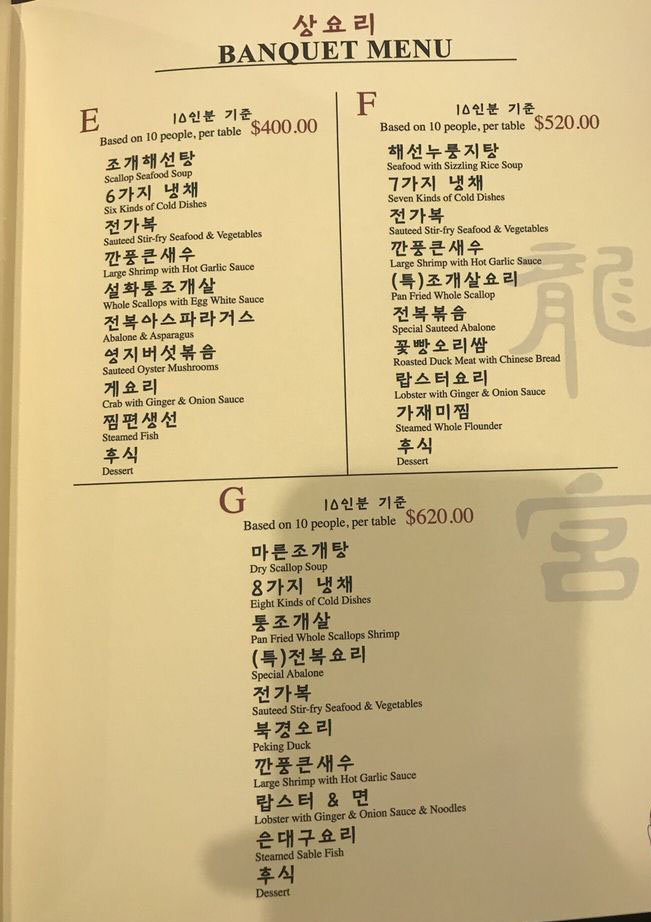 상요리
BANQUET MENU
E
10인분 기준
Based on 10 people, per table $400.00
조개해선탕
Scallop Seafood Soup
6가지 냉채
Six Kinds of Cold Dishes
전가복
Sauteed Stir-fry Seafood & Vegetables
깐풍큰새우
Large Shrimp with Hot Garlic Sauce
설화통조개살
Whole Scallops with Egg White Sauce
전복아스파라거스
Abalone & Asparagus
영지버섯볶음
Sauteed Oyster Mushrooms
게요리
Crab with Ginger & Onion Sauce
찜편생선
Steamed Fish
후식
Dessert
F
10인분 기준
Based on 10 people, per table $520.00
해선누룽지탕
Seafood with Sizzling Rice Soup
7가지 냉채
Seven Kinds of Cold Dishes
전가복
Sauteed Stir-fry Seafood & Vegetables
깐풍큰새우
Large Shrimp with Hot Garlic Sauce
(특)조개살요리
Pan Fried Whole Scallop
전복볶음
Special Sauteed Abalone
꽃빵오리쌈
Roasted Duck Meat with Chinese Bread
랍스터요리
Lobster with Ginger & Onion Sauce
가재미찜
Steamed Whole Flounder
후식
Dessert
龍宮
G
10인분 기준
Based on 10 people, per table $620.00
마른조개탕
Dry Scallop Soup
8가지 냉채
Eight Kinds of Cold Dishes
통조개살
Pan Fried Whole Scallops Shrimp
(특)전복요리
Special Abalone
전가복
Sauteed Stir-fry Seafood & Vegetables
북경오리
Peking Duck
깐풍큰새우
Large Shrimp with Hot Garlic Sauce
랍스터 & 면
Lobster with Ginger & Onion Sauce & Noodles
은대구요리
Steamed Sable Fish
후식
Dessert